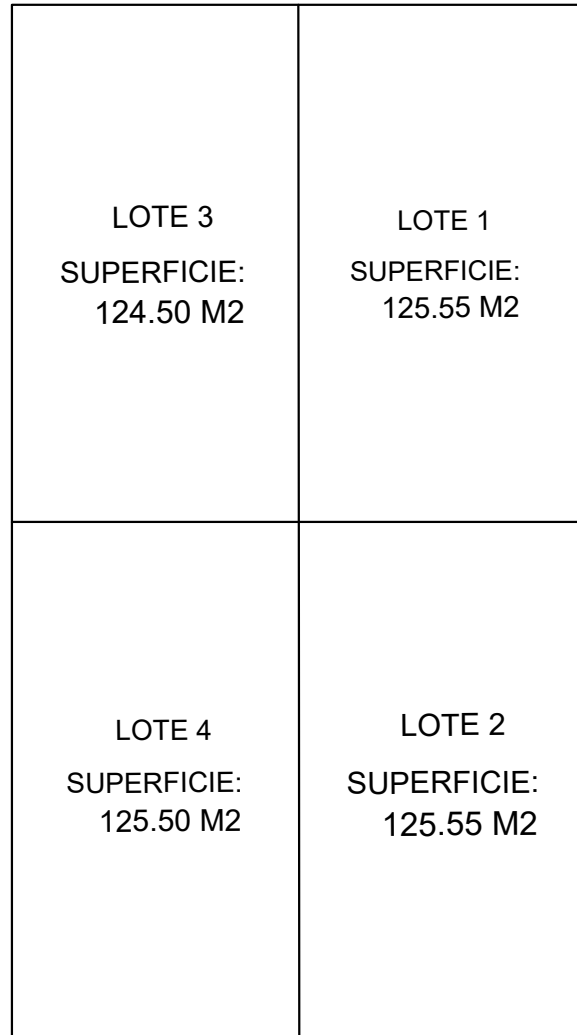 LOTE 3
SUPERFICIE:
124.50 M2
LOTE 1
SUPERFICIE:
125.55 M2
LOTE 4
SUPERFICIE:
125.50 M2
LOTE 2
SUPERFICIE:
125.55 M2